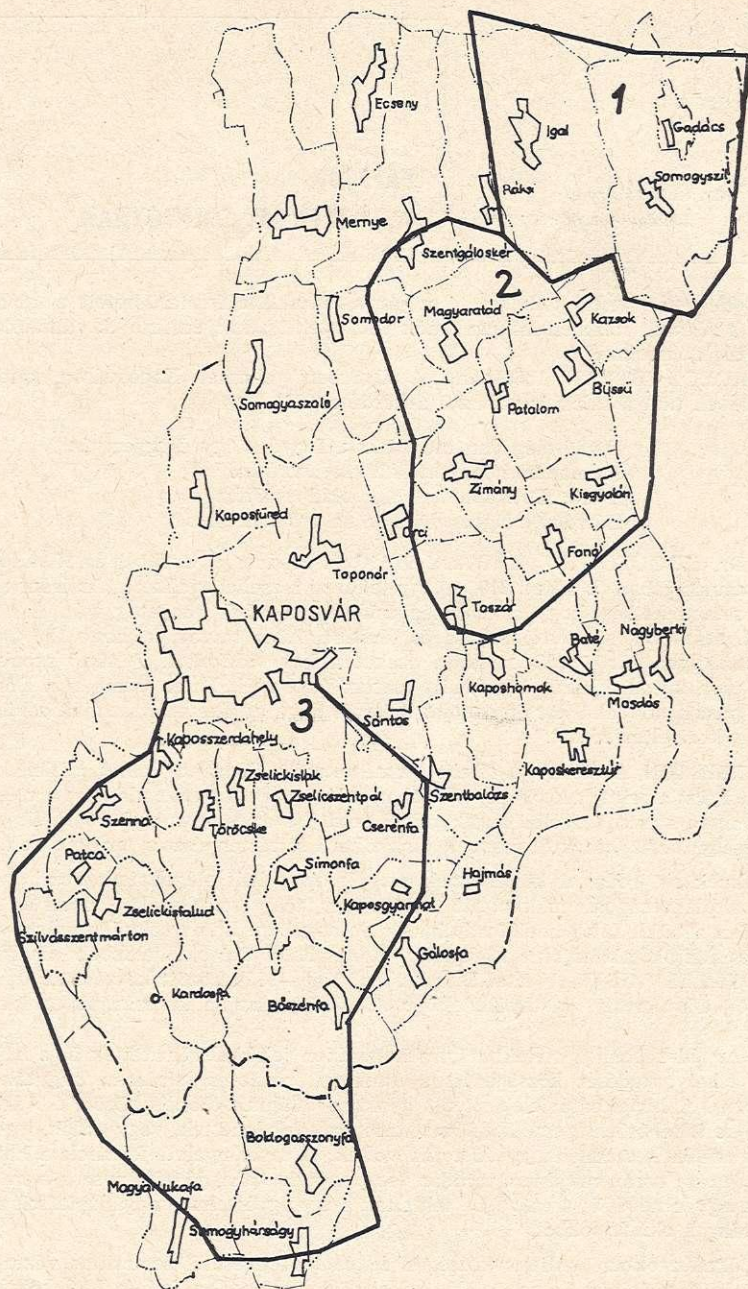 Ecseny
1
Igal
Gadács
Somogyszil
Ráksi
Mernye
Szentgáloskér
2
Somodor
Magyaratád
Kazsok
Somogyaszaló
Patalom
Büssü
Zimány
Kisgyalán
Kaposfüred
Orci
Fonó
Toponár
Taszár
KAPOSVÁR
Bate
Nagyberki
Kaposhomok
Mosdós
Sántos
3
Kaposszerdahely
Kaposkeresztúr
Zselickislak
Zselicszentpál
Szentbalázs
Szenna
Töröcske
Cserénfa
Patca
Simonfa
Hajmás
Zselickisfalud
Kaposgyarmat
Szilvásszentmárton
Gálosfa
Kardosfa
Bőszénfa
Boldogasszonyfa
Magyarlukafa
Somogyhárságy